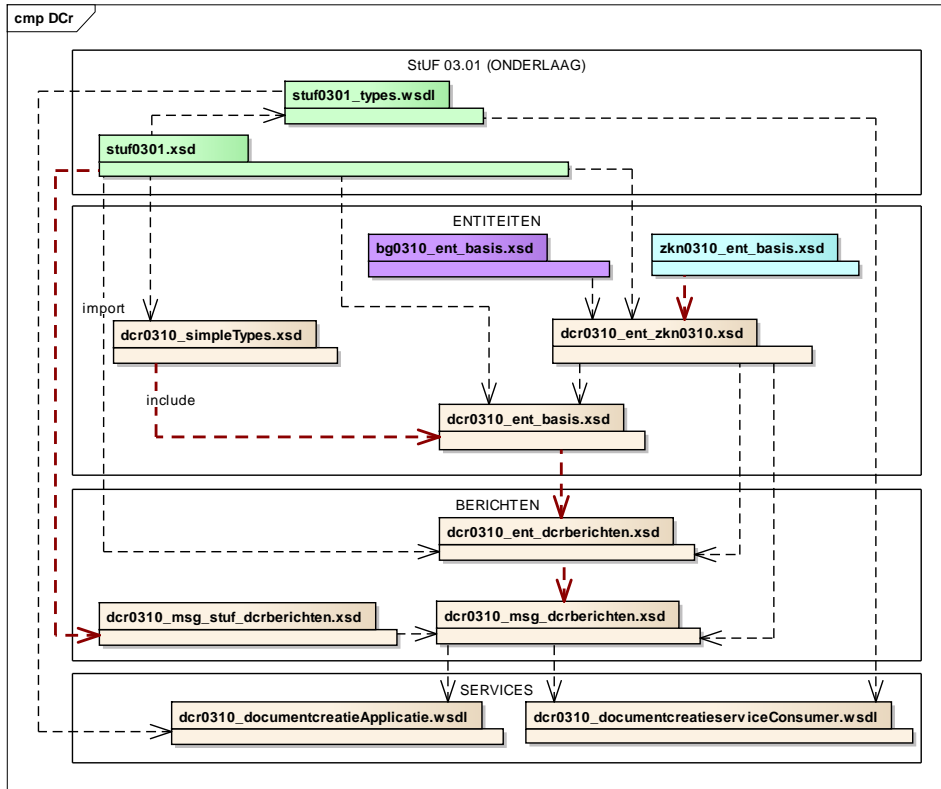 cmp DCr
StUF 03.01 (ONDERLAAG)
stuf0301_types.wsdl
stuf0301.xsd
ENTITEITEN
bg0310_ent_basis.xsd
zkn0310_ent_basis.xsd
import
dcr0310_simpleTypes.xsd
dcr0310_ent_zkn0310.xsd
include
dcr0310_ent_basis.xsd
BERICHTEN
dcr0310_ent_dcrberichten.xsd
dcr0310_msg_stuf_dcrberichten.xsd
dcr0310_msg_dcrberichten.xsd
SERVICES
dcr0310_documentcreatieApplicatie.wsdl
dcr0310_documentcreatieserviceConsumer.wsdl